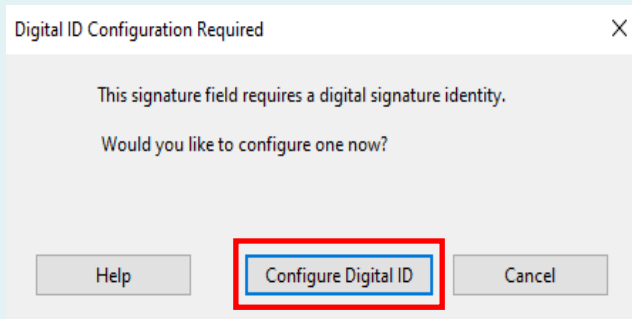 Digital ID Configuration Required
This signature field requires a digital signature identity.
Would you like to configure one now?
Help Configure Digital ID Cancel